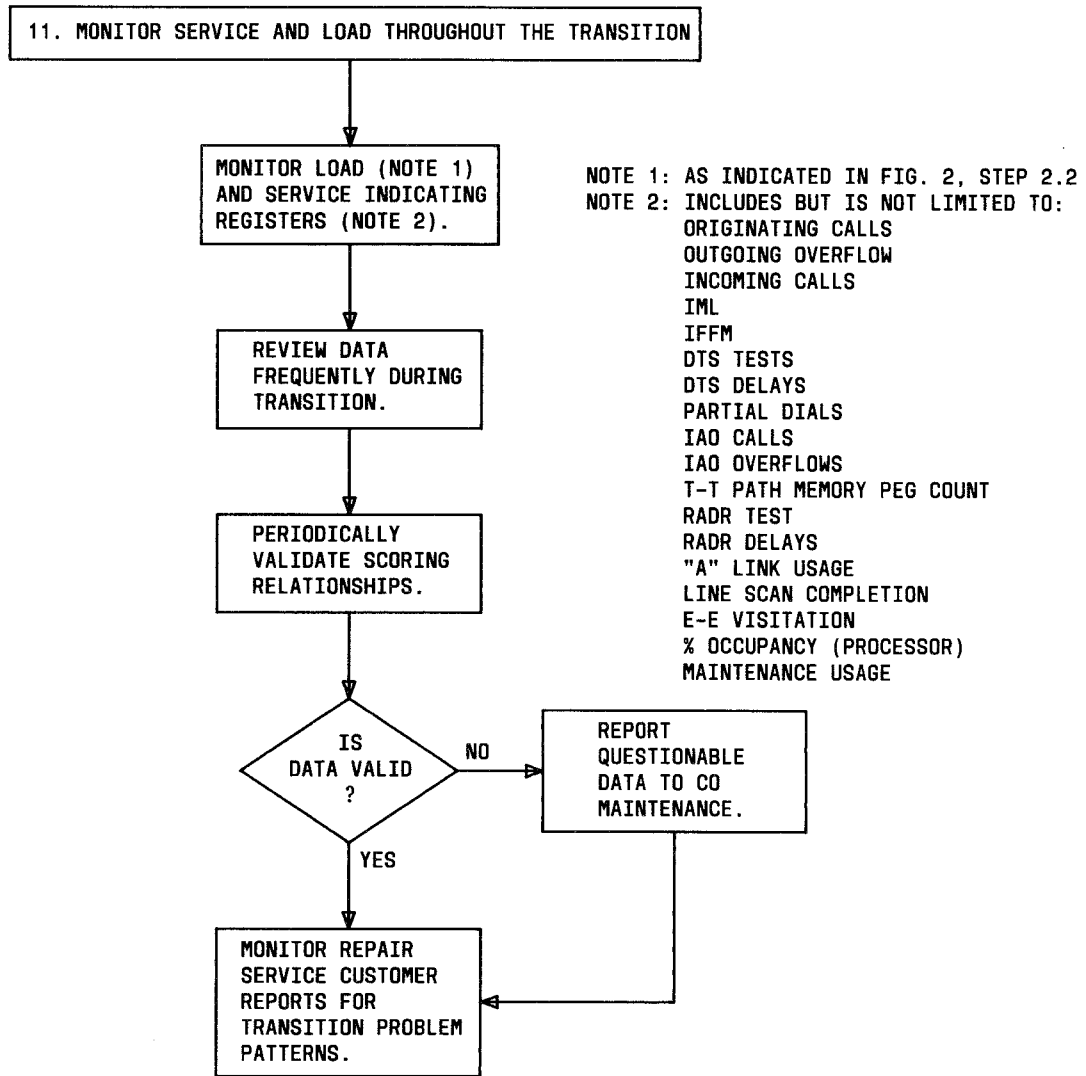 11. MONITOR SERVICE AND LOAD THROUGHOUT THE TRANSITION
MONITOR LOAD (NOTE 1)
AND SERVICE INDICATING
REGISTERS (NOTE 2).
NOTE 1: AS INDICATED IN FIG. 2, STEP 2.2
NOTE 2: INCLUDES BUT IS NOT LIMITED TO:
ORIGINATING CALLS
OUTGOING OVERFLOW
INCOMING CALLS
IML
IFFM
DTS TESTS
DTS DELAYS
PARTIAL DIALS
IAO CALLS
IAO OVERFLOWS
T-T PATH MEMORY PEG COUNT
RADR TEST
RADR DELAYS
"A" LINK USAGE
LINE SCAN COMPLETION
E-E VISITATION
% OCCUPANCY (PROCESSOR)
MAINTENANCE USAGE
REVIEW DATA
FREQUENTLY DURING
TRANSITION.
PERIODICALLY
VALIDATE SCORING
RELATIONSHIPS.
IS
DATA VALID
?
NO
REPORT
QUESTIONABLE
DATA TO CO
MAINTENANCE.
YES
MONITOR REPAIR
SERVICE CUSTOMER
REPORTS FOR
TRANSITION PROBLEM
PATTERNS.